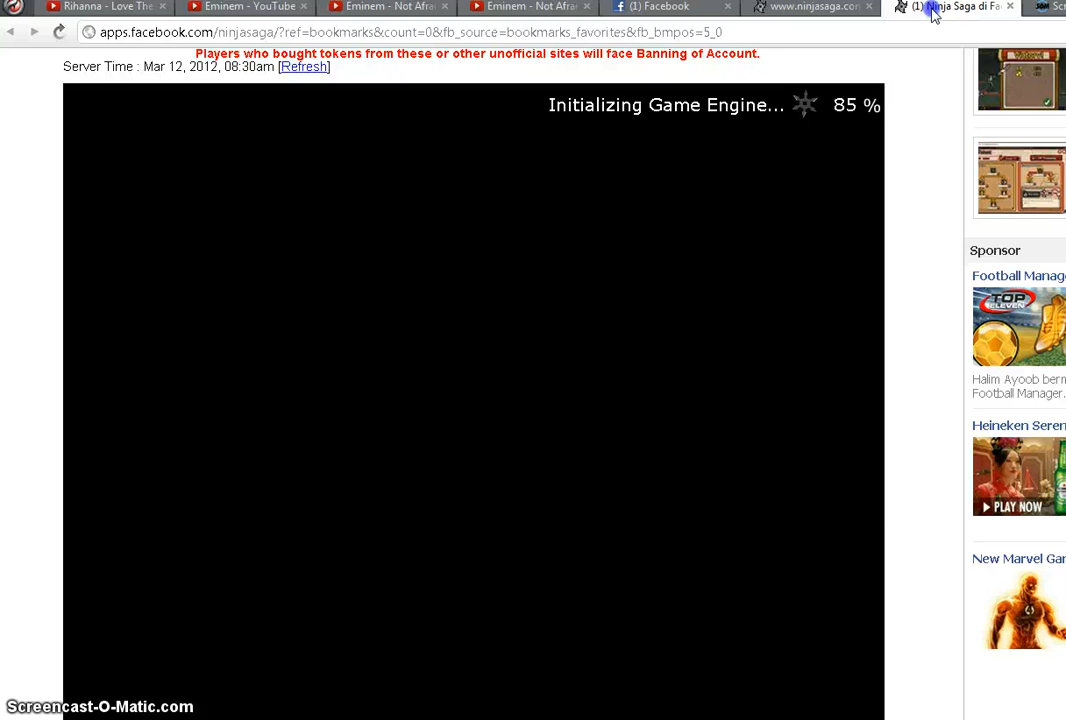 Rihanna - Love The
Eminem - YouTube
Eminem - Not Afra
Eminem - Not Afra
(1) Facebook
www.ninjasaga.com
(1) Ninja Saga di Fa
Scr
apps.facebook.com/ninjasaga/?ref=bookmarks&count=0&fb_source=bookmarks_favorites&fb_bmpos=5_0
Players who bought tokens from these or other unofficial sites will face Banning of Account.
Server Time : Mar 12, 2012, 08:30am [Refresh]
Initializing Game Engine... 85 %
Sponsor
Football Manag
TOP
ELEVEN
Halim Ayoob berm
Football Manager.
Heineken Seren
PLAY NOW
New Marvel Gar
Screencast-O-Matic.com